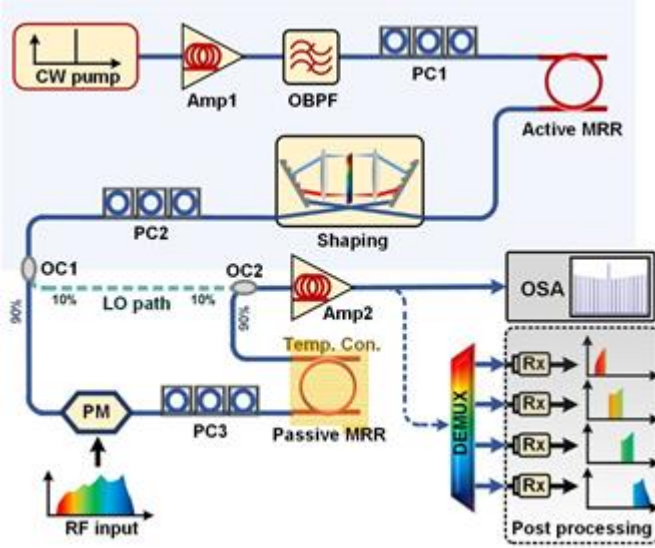 CW pump
Amp1
OBPF
PC1
Active MRR
PC2
Shaping
OC1
OC2
10%
LO path
10%
Amp2
OSA
90%
90%
Temp. Con.
PM
PC3
Passive MRR
DEMUX
Rx
Rx
Rx
Rx
RF input
Post processing